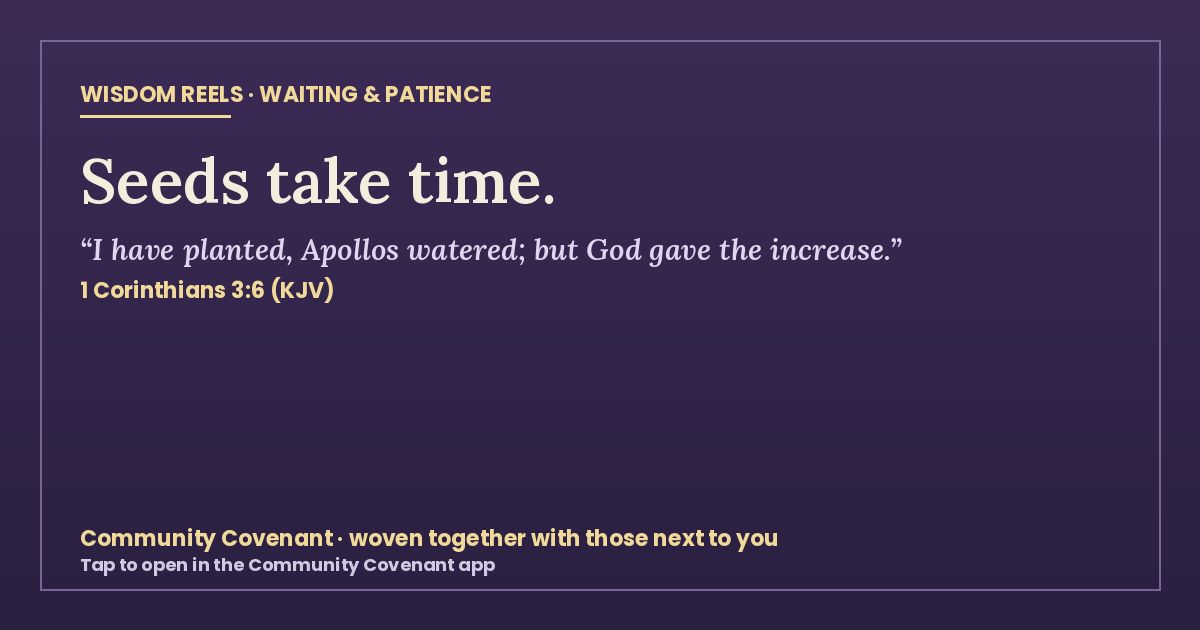 WISDOM REELS · WAITING & PATIENCE
Seeds take time.
“I have planted, Apollos watered; but God gave the increase.”
1 Corinthians 3:6 (KJV)
Community Covenant · woven together with those next to you
Tap to open in the Community Covenant app